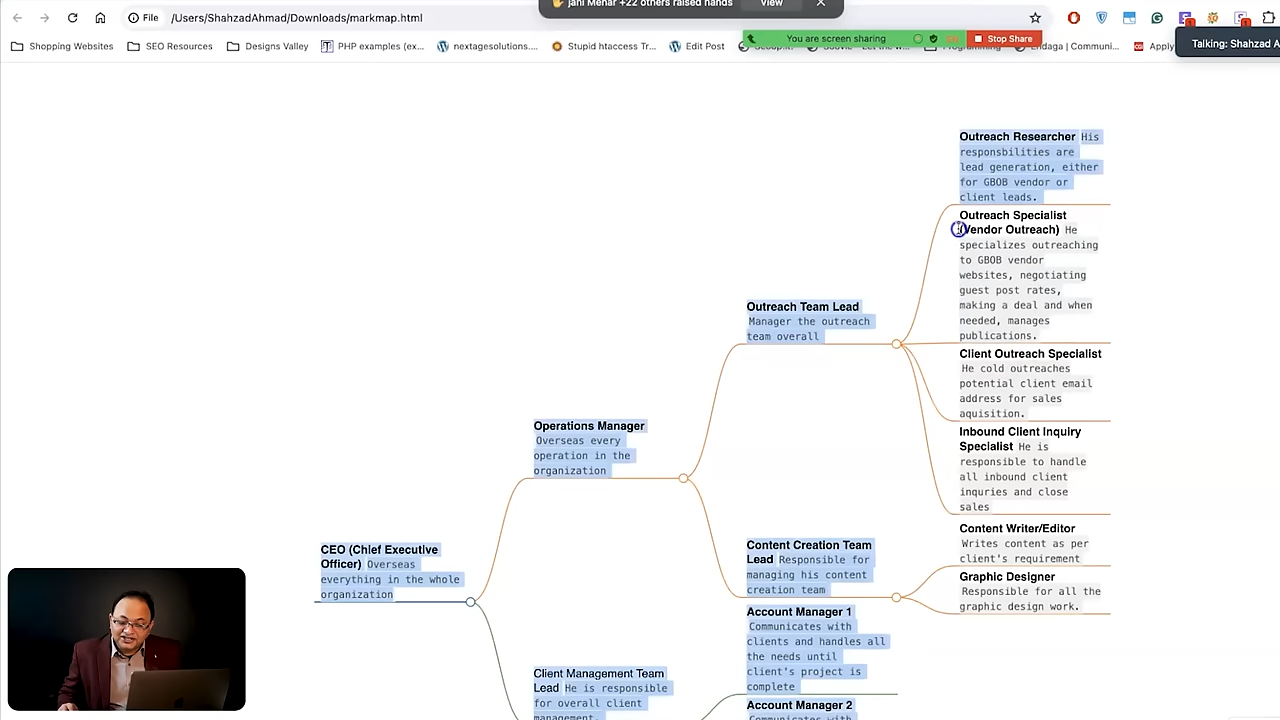 jani Mehar +22 others raised hands View
File /Users/ShahzadAhmad/Downloads/markmap.html
Shopping Websites SEO Resources Designs Valley PHP examples (ex... nextagesolutions.... Stupid htaccess Tr... Edit Post
You are screen sharing Stop Share
Endaga | Communi... Apply
Talking: Shahzad A
Outreach Researcher His
responsbilities are
lead generation, either
for GBOB vendor or
client leads.
Outreach Specialist
(Vendor Outreach) He
specializes outreaching
to GBOB vendor
websites, negotiating
guest post rates,
making a deal and when
needed, manages
publications.
Outreach Team Lead
Manager the outreach
team overall
Client Outreach Specialist
He cold outreaches
potential client email
address for sales
aquisition.
Inbound Client Inquiry
Specialist He is
responsible to handle
all inbound client
inquries and close
sales
Operations Manager
Overseas every
operation in the
organization
Content Writer/Editor
Writes content as per
client's requirement
Content Creation Team
Lead Responsible for
managing his content
creation team
Graphic Designer
Responsible for all the
graphic design work.
CEO (Chief Executive
Officer) Overseas
everything in the whole
organization
Account Manager 1
Communicates with
clients and handles all
the needs until
client's project is
complete
Client Management Team
Lead He is responsible
for overall client
management.
Account Manager 2
Communicates with